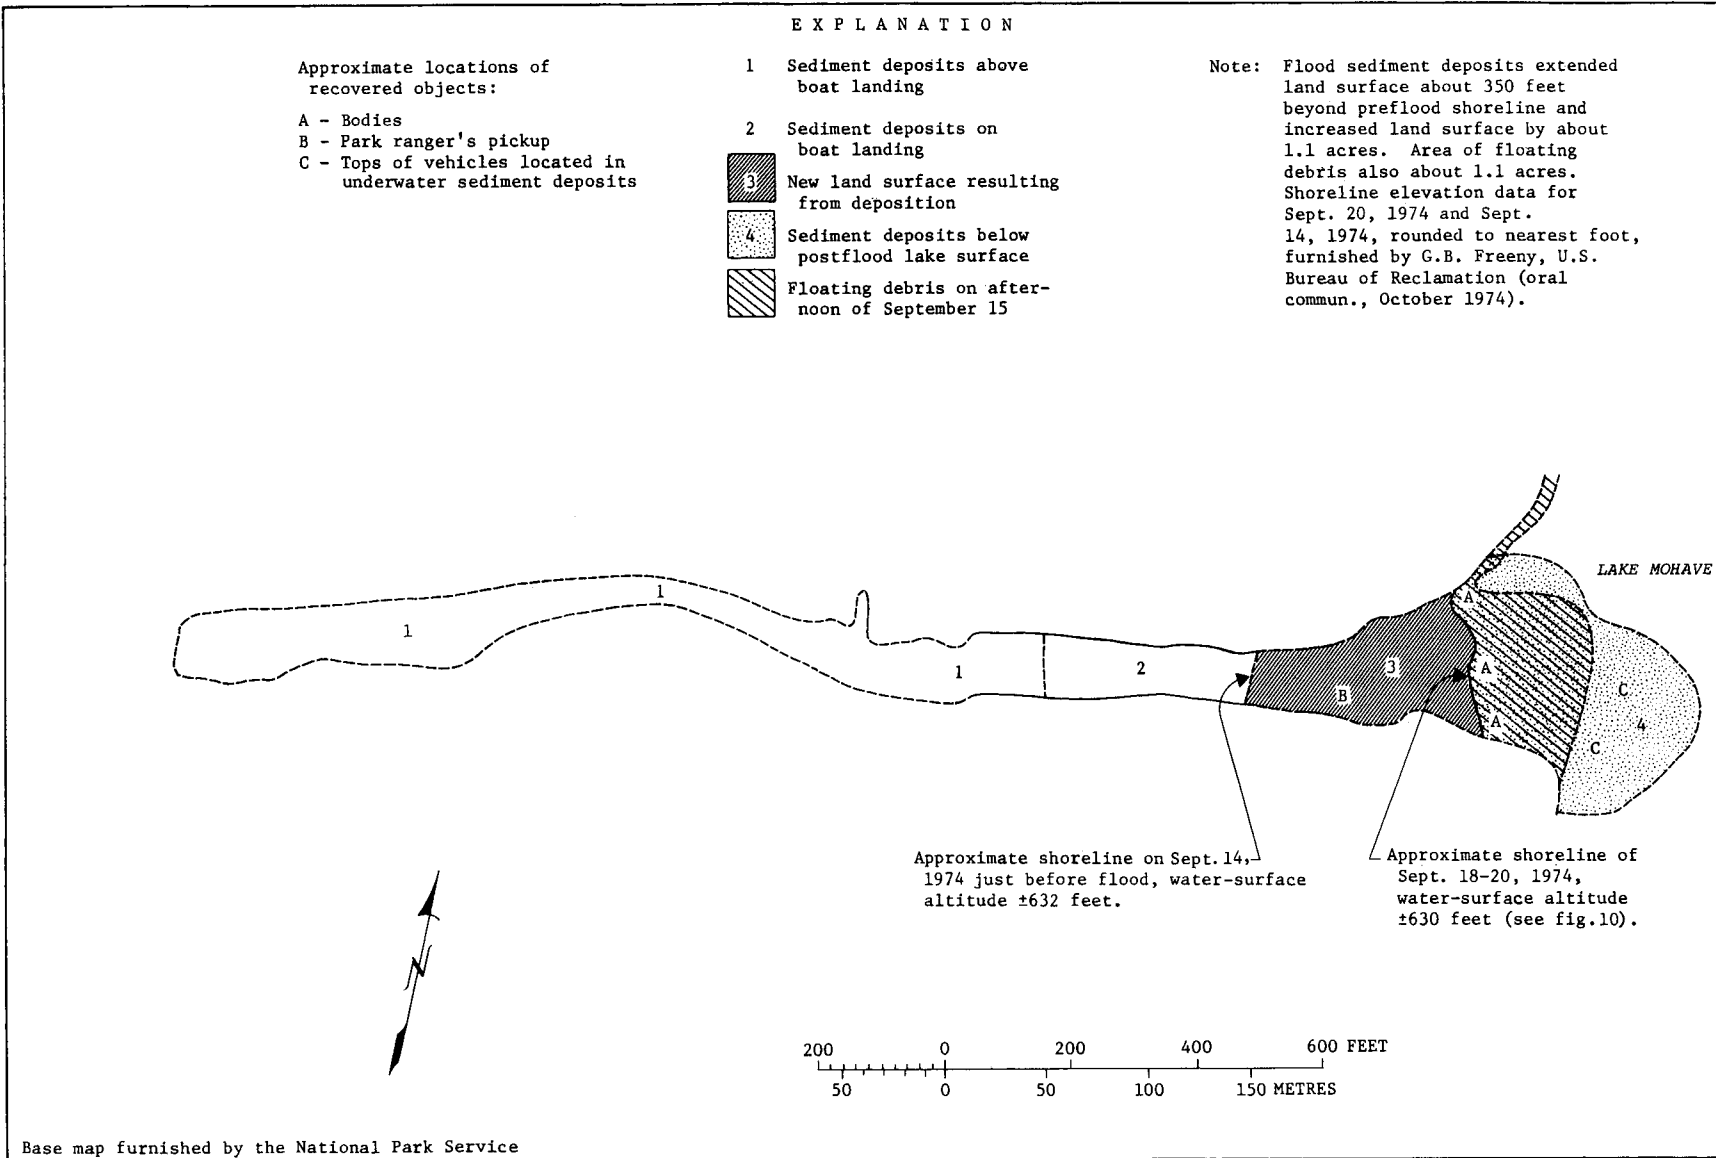 E X P L A N A T I O N
Approximate locations of
recovered objects:
A - Bodies
B - Park ranger's pickup
C - Tops of vehicles located in
underwater sediment deposits
1 Sediment deposits above
boat landing
2 Sediment deposits on
boat landing
3 New land surface resulting
from deposition
4 Sediment deposits below
postflood lake surface
Floating debris on after-
noon of September 15
Note: Flood sediment deposits extended
land surface about 350 feet
beyond preflood shoreline and
increased land surface by about
1.1 acres. Area of floating
debris also about 1.1 acres.
Shoreline elevation data for
Sept. 20, 1974 and Sept.
14, 1974, rounded to nearest foot,
furnished by G.B. Freeny, U.S.
Bureau of Reclamation (oral
commun., October 1974).
LAKE MOHAVE
1
1
1
2
3
B
A
A
A
C
4
C
Approximate shoreline on Sept. 14,
1974 just before flood, water-surface
altitude ±632 feet.
Approximate shoreline of
Sept. 18-20, 1974,
water-surface altitude
±630 feet (see fig.10).
N
200 0 200 400 600 FEET
50 0 50 100 150 METRES
Base map furnished by the National Park Service